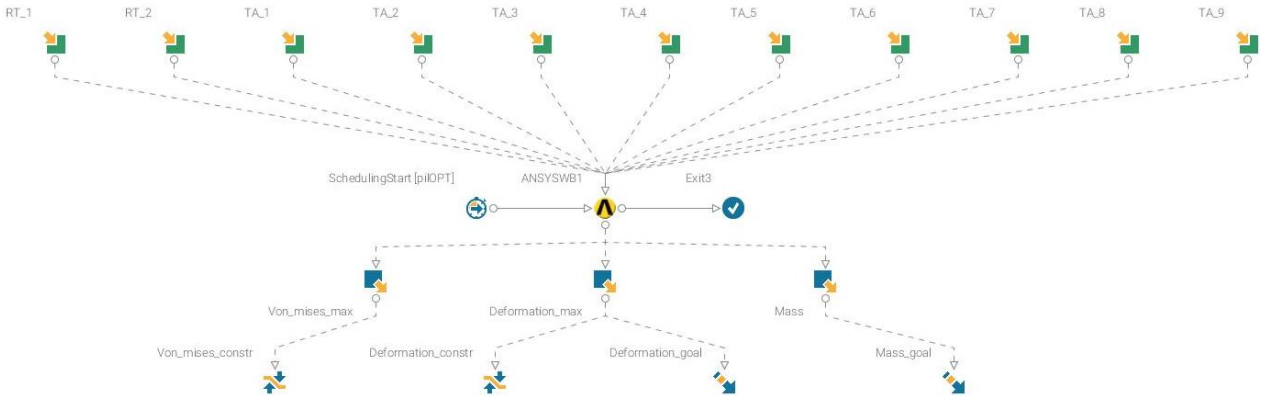 RT_1 RT_2 TA_1 TA_2 TA_3 TA_4 TA_5 TA_6 TA_7 TA_8 TA_9
SchedulingStart [pilOPT] ANSYSWB1 Exit3
Von_mises_max Deformation_max Mass
Von_mises_constr Deformation_constr Deformation_goal Mass_goal